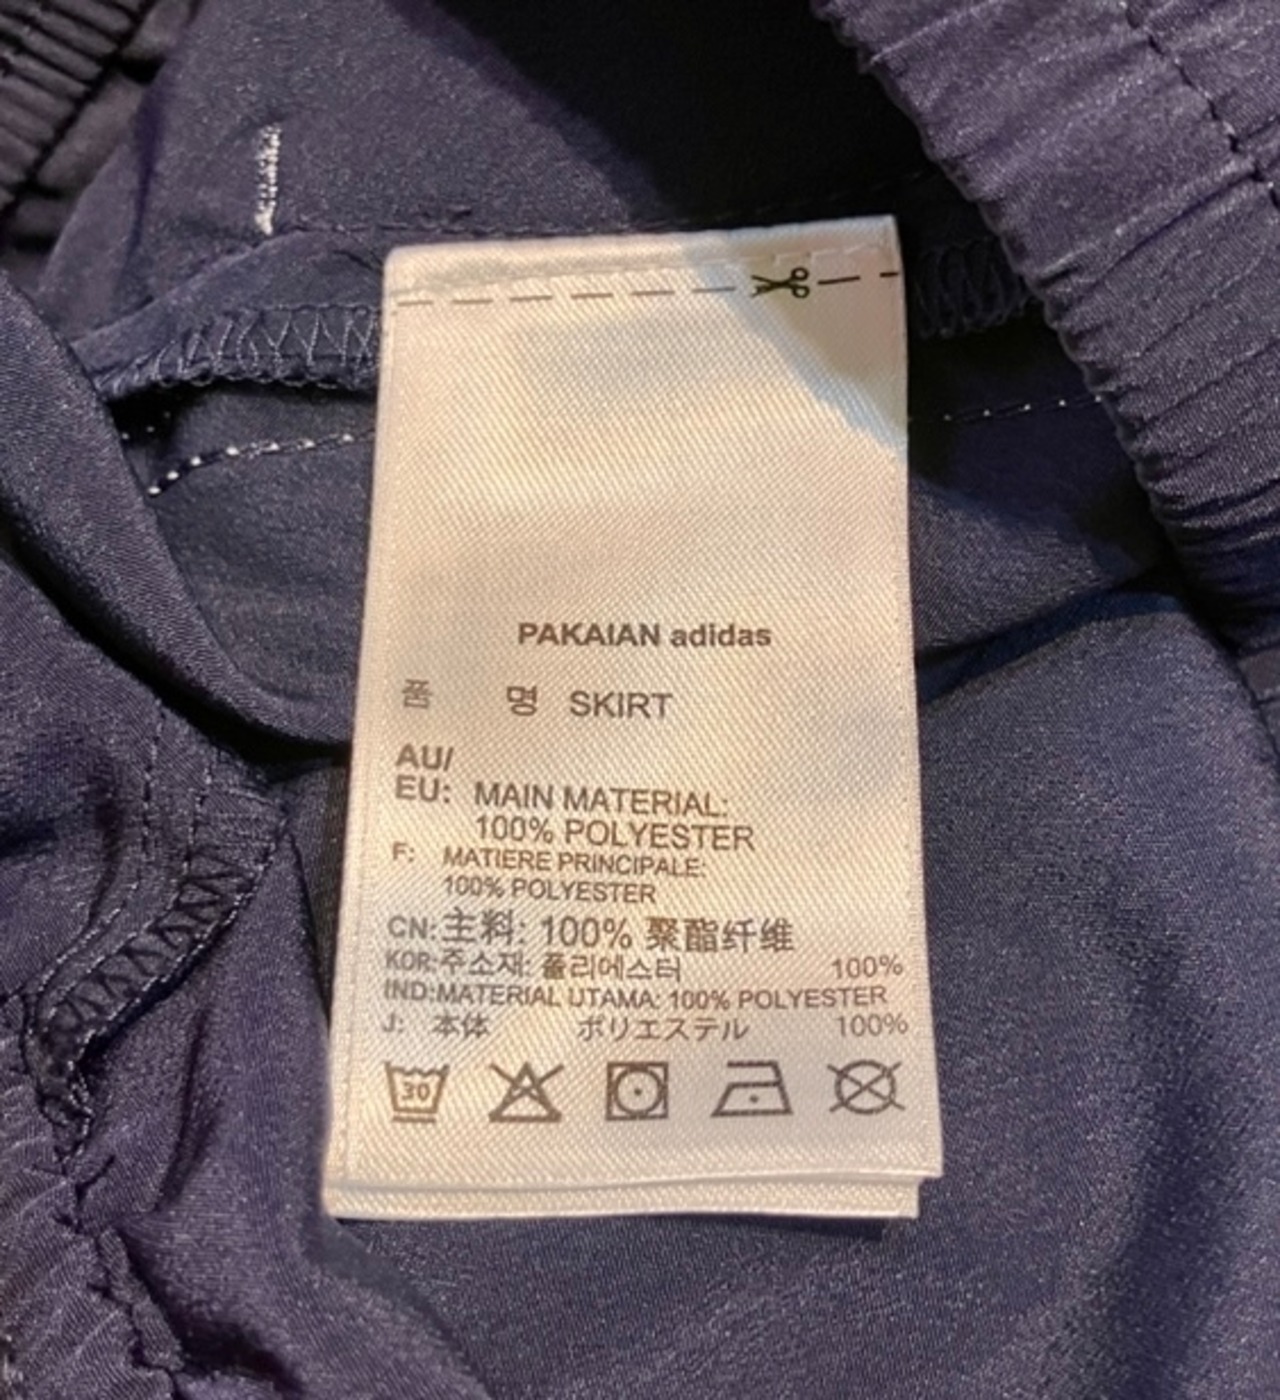 PAKAIAN adidas
품 명 SKIRT
AU/
EU: MAIN MATERIAL:
100% POLYESTER
F: MATIERE PRINCIPALE:
100% POLYESTER
CN: 主料: 100% 聚酯纤维
KOR: 주소재: 폴리에스터 100%
IND: MATERIAL UTAMA: 100% POLYESTER
J: 本体 ポリエステル 100%
30